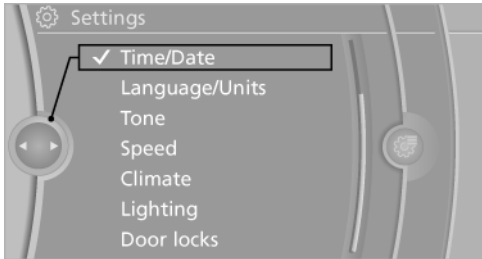 Settings
Time/Date
Language/Units
Tone
Speed
Climate
Lighting
Door locks